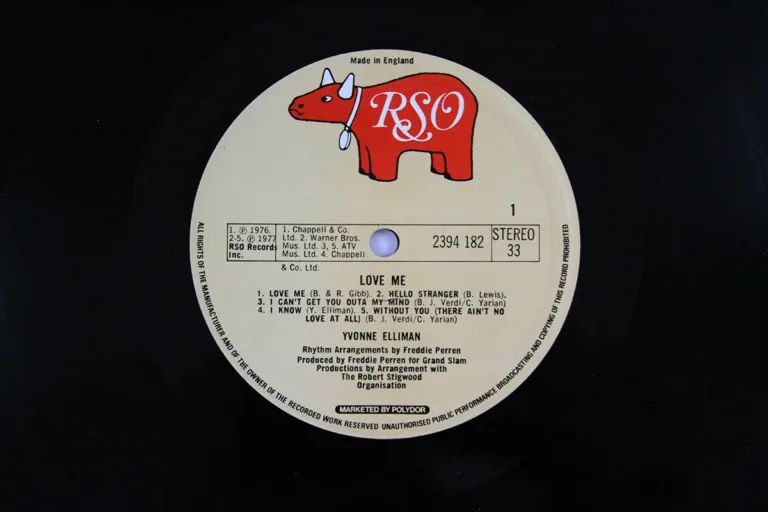 Made in England
RSO
1
1. ℗ 1976.
2-5. ℗ 1977
RSO Records
Inc.
1. Chappell & Co.
Ltd. 2. Warner Bros.
Mus. Ltd. 3, 5. ATV
Mus. Ltd. 4. Chappell
& Co. Ltd.
2394 182
STEREO
33
LOVE ME
1. LOVE ME (B. & R. Gibb). 2. HELLO STRANGER (B. Lewis).
3. I CAN'T GET YOU OUTA MY MIND (B. J. Verdi/C. Yarian)
4. I KNOW (Y. Elliman). 5. WITHOUT YOU (THERE AIN'T NO
LOVE AT ALL) (B. J. Verdi/C. Yarian)
YVONNE ELLIMAN
Rhythm Arrangements by Freddie Perren
Produced by Freddie Perren for Grand Slam
Productions by Arrangement with
The Robert Stigwood
Organisation
MARKETED BY POLYDOR
ALL RIGHTS OF THE MANUFACTURER AND OF THE OWNER OF THE RECORDED WORK RESERVED UNAUTHORISED PUBLIC PERFORMANCE BROADCASTING AND COPYING OF THIS RECORD PROHIBITED